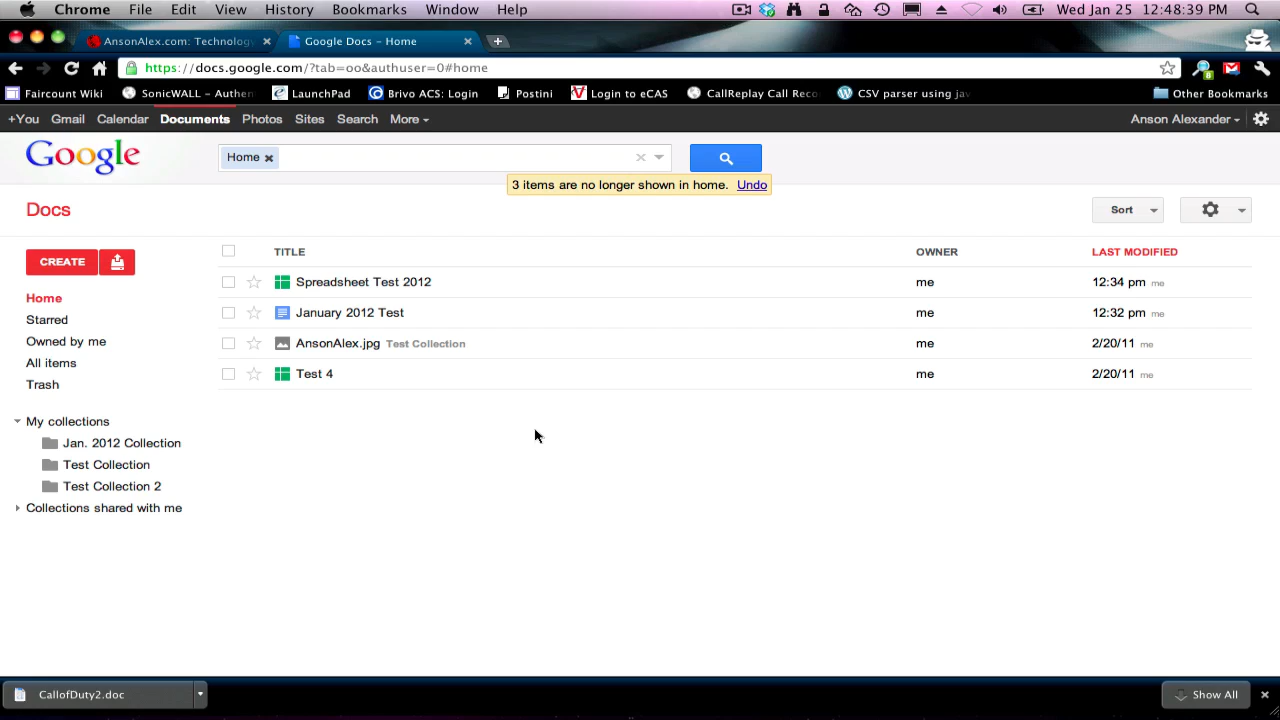 Chrome File Edit View History Bookmarks Window Help Wed Jan 25 12:48:39 PM
AnsonAlex.com: Technology Google Docs - Home
https://docs.google.com/?tab=oo&authuser=0#home
Faircount Wiki SonicWALL - Authen LaunchPad Brivo ACS: Login Postini Login to eCAS CallReplay Call Reco CSV parser using jav Other Bookmarks
+You Gmail Calendar Documents Photos Sites Search More Anson Alexander
Google Home
3 items are no longer shown in home. Undo
Docs Sort
CREATE TITLE OWNER LAST MODIFIED
Spreadsheet Test 2012 me 12:34 pm me
January 2012 Test me 12:32 pm me
AnsonAlex.jpg Test Collection me 2/20/11 me
Test 4 me 2/20/11 me
Home
Starred
Owned by me
All items
Trash
My collections
Jan. 2012 Collection
Test Collection
Test Collection 2
Collections shared with me
CallofDuty2.doc Show All